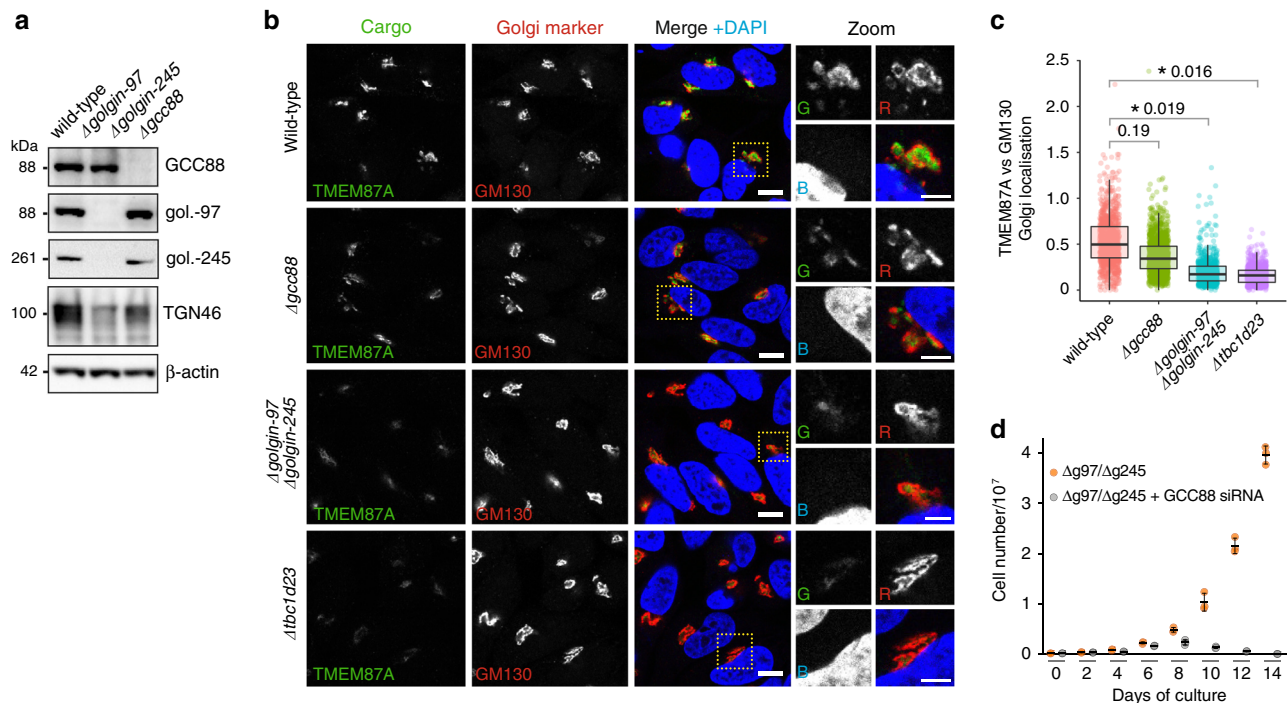 a
wild-type
Δgolgin-97
Δgolgin-245
Δgcc88
kDa
88
GCC88
88
gol.-97
261
gol.-245
100
TGN46
42
β-actin
b
Cargo
Golgi marker
Merge +DAPI
Zoom
Wild-type
TMEM87A
GM130
G
R
B
Δgcc88
TMEM87A
GM130
G
R
B
Δgolgin-97
Δgolgin-245
TMEM87A
GM130
G
R
B
Δtbc1d23
TMEM87A
GM130
G
R
B
c
TMEM87A vs GM130
Golgi localisation
2.5
2.0
1.5
1.0
0.5
0
* 0.016
* 0.019
0.19
wild-type
Δgcc88
Δgolgin-97
Δgolgin-245
Δtbc1d23
d
Cell number/10⁷
4
3
2
1
0
Δg97/Δg245
Δg97/Δg245 + GCC88 siRNA
0 2 4 6 8 10 12 14
Days of culture